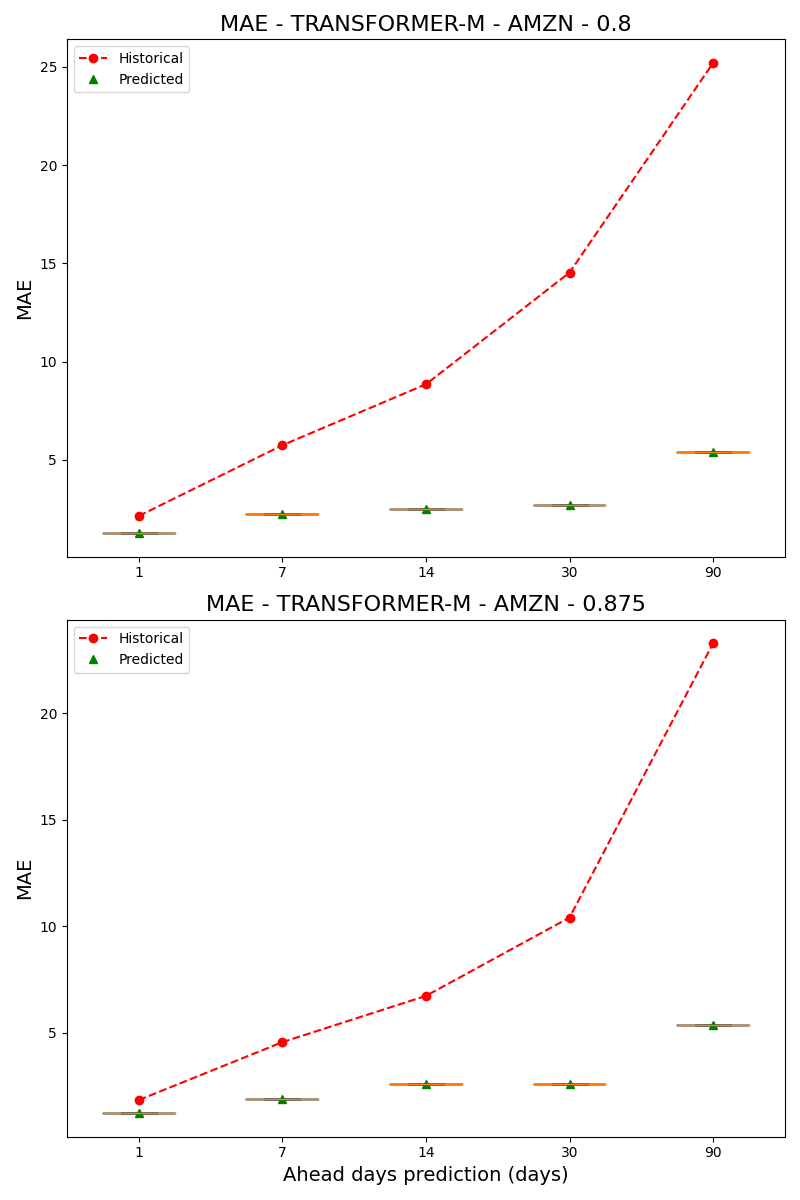 MAE - TRANSFORMER-M - AMZN - 0.8
Historical
Predicted
MAE
25
20
15
10
5
1 7 14 30 90
MAE - TRANSFORMER-M - AMZN - 0.875
Historical
Predicted
MAE
20
15
10
5
1 7 14 30 90
Ahead days prediction (days)